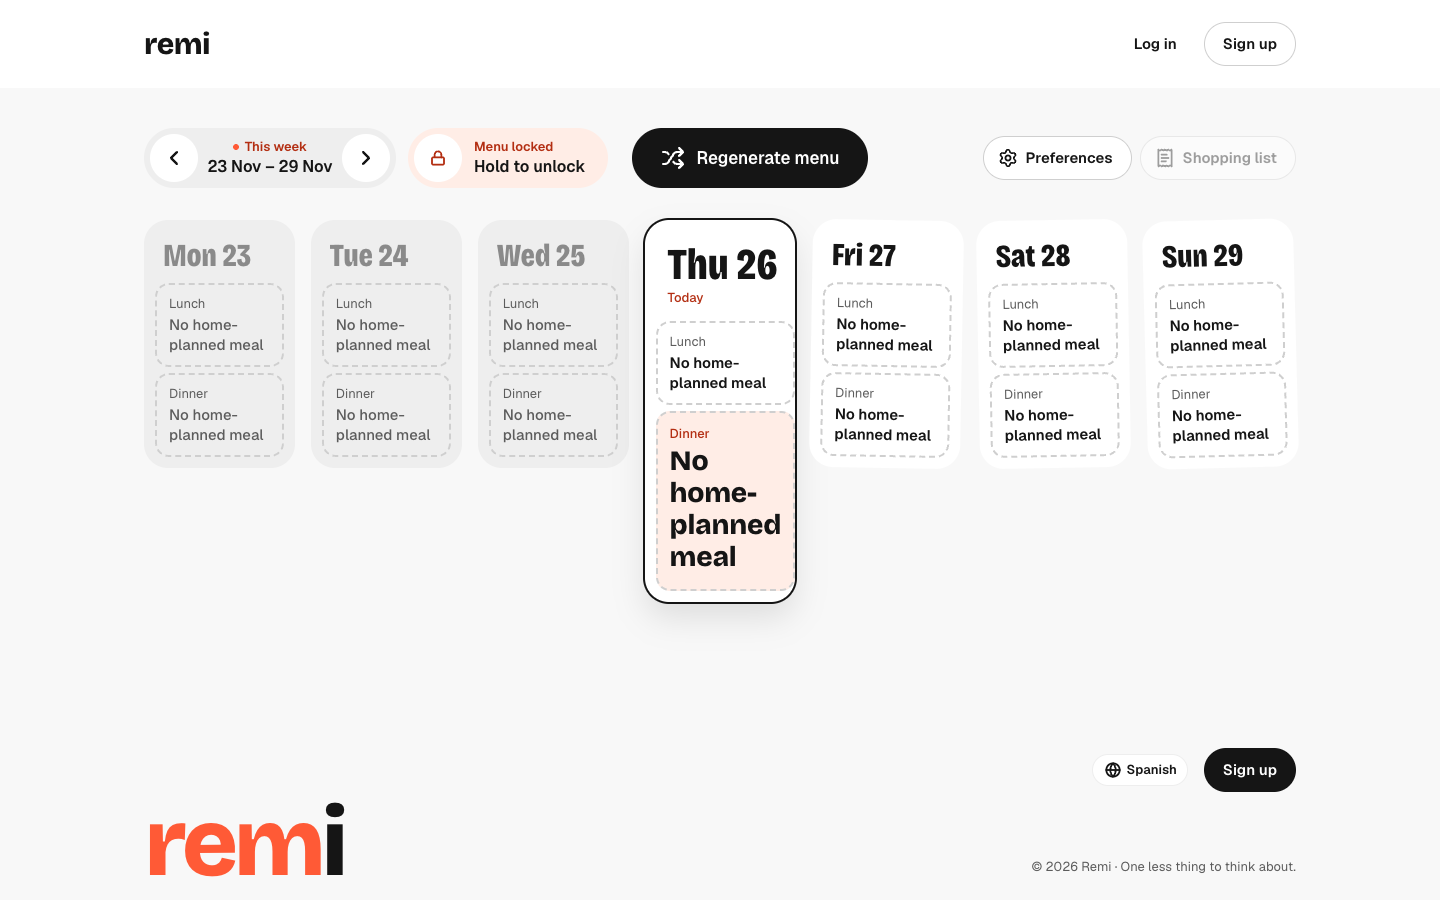 remi
Log in
Sign up
This week
23 Nov – 29 Nov
Menu locked
Hold to unlock
Regenerate menu
Preferences
Shopping list
Mon 23
Lunch
No home-
planned meal
Dinner
No home-
planned meal
Tue 24
Lunch
No home-
planned meal
Dinner
No home-
planned meal
Wed 25
Lunch
No home-
planned meal
Dinner
No home-
planned meal
Thu 26
Today
Lunch
No home-
planned meal
Dinner
No
home-
planned
meal
Fri 27
Lunch
No home-
planned meal
Dinner
No home-
planned meal
Sat 28
Lunch
No home-
planned meal
Dinner
No home-
planned meal
Sun 29
Lunch
No home-
planned meal
Dinner
No home-
planned meal
Spanish
Sign up
remi
© 2026 Remi · One less thing to think about.